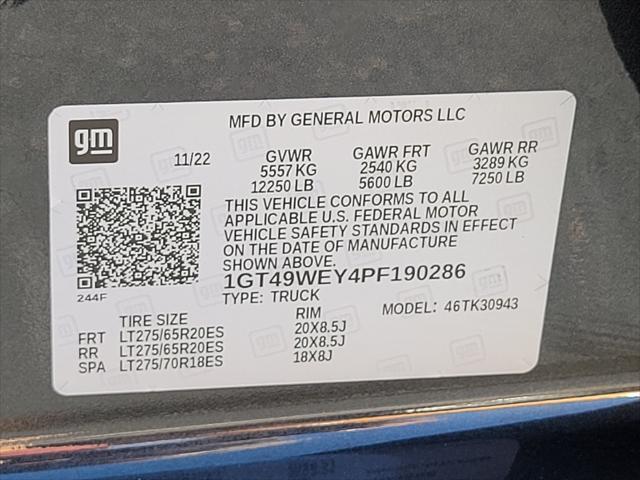 MFD BY GENERAL MOTORS LLC
gm
11/22 GVWR GAWR FRT GAWR RR
5557 KG 2540 KG 3289 KG
12250 LB 5600 LB 7250 LB
THIS VEHICLE CONFORMS TO ALL
APPLICABLE U.S. FEDERAL MOTOR
VEHICLE SAFETY STANDARDS IN EFFECT
ON THE DATE OF MANUFACTURE
SHOWN ABOVE.
1GT49WEY4PF190286
244F
TYPE: TRUCK MODEL: 46TK30943
TIRE SIZE RIM
FRT LT275/65R20ES 20X8.5J
RR LT275/65R20ES 20X8.5J
SPA LT275/70R18ES 18X8J